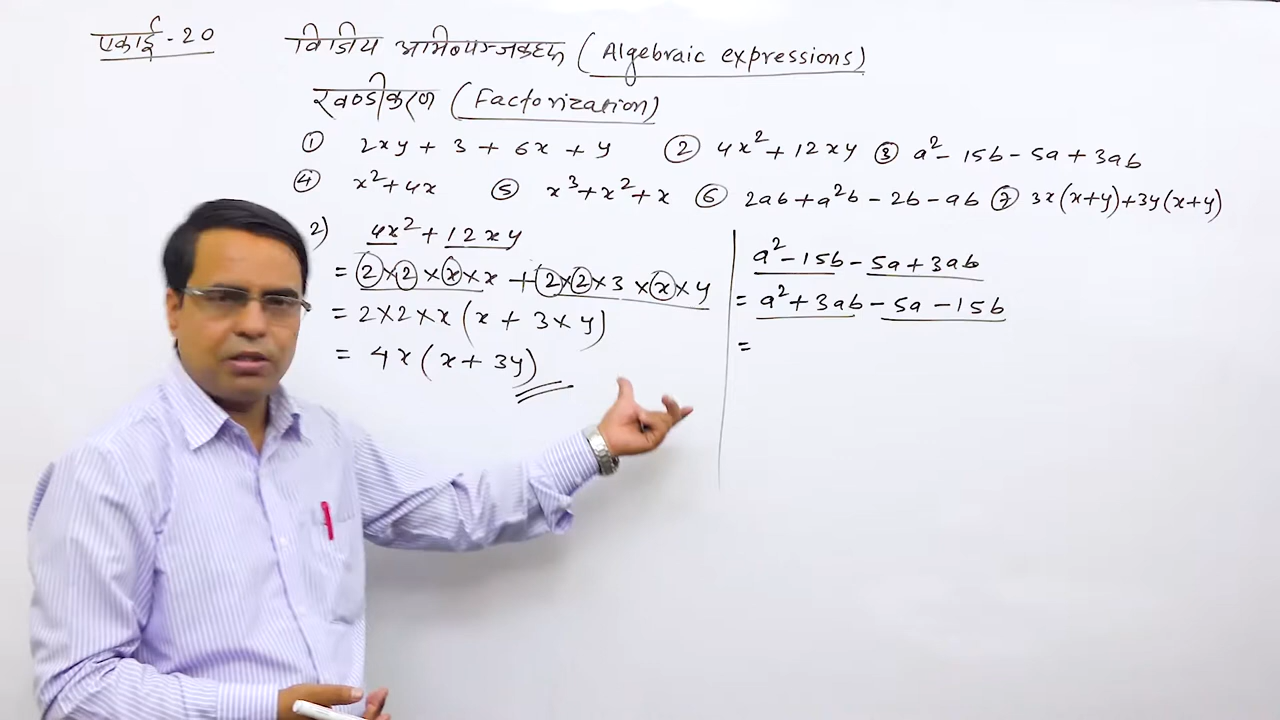 एकाई - 20
विजिय अभिव्यञ्जकहरू (Algebraic expressions)
खण्डीकरण (Factorization)
① 2xy + 3 + 6x + y ② 4x² + 12xy ③ a² - 15b - 5a + 3ab
④ x² + 4x ⑤ x³ + x² + x ⑥ 2ab + a²b - 2b - ab ⑦ 3x(x+y) + 3y(x+y)
2) 4x² + 12xy
= 2 × 2 × x × x + 2 × 2 × 3 × x × y
= 2 × 2 × x (x + 3 × y)
= 4x (x + 3y)
a² - 15b - 5a + 3ab
= a² + 3ab - 5a - 15b
=